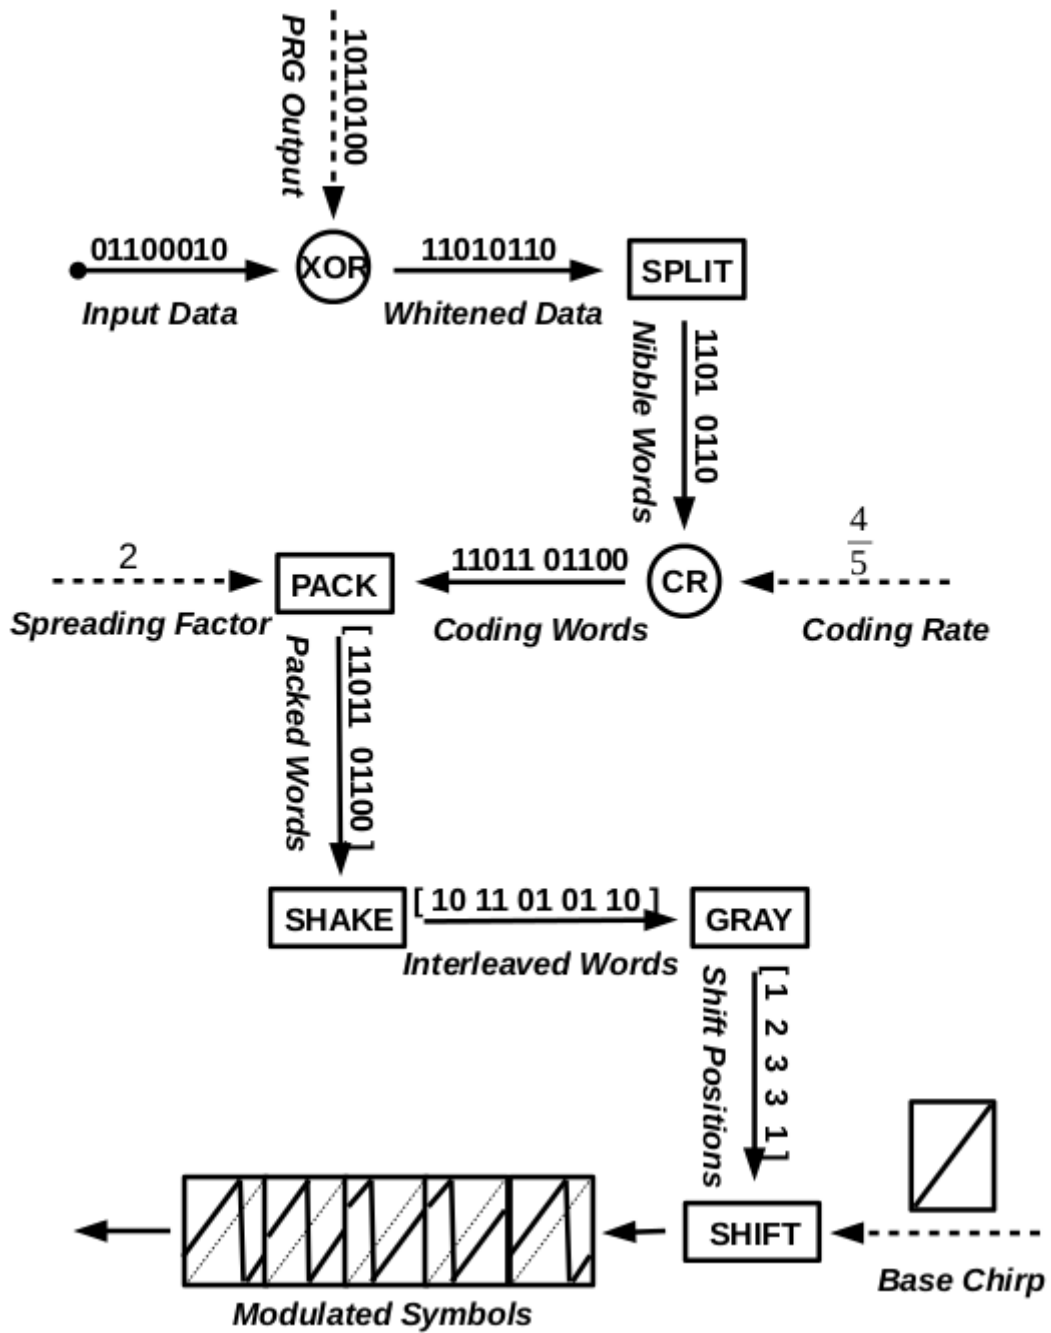 PRG Output
10110100
01100010
XOR
11010110
SPLIT
Input Data
Whitened Data
Nibble Words
1101 0110
4
5
2
PACK
11011 01100
CR
Spreading Factor
Coding Words
Coding Rate
Packed Words
[ 11011 01100 ]
SHAKE
[ 10 11 01 01 10 ]
GRAY
Interleaved Words
Shift Positions
[ 1 2 3 3 1 ]
SHIFT
Base Chirp
Modulated Symbols